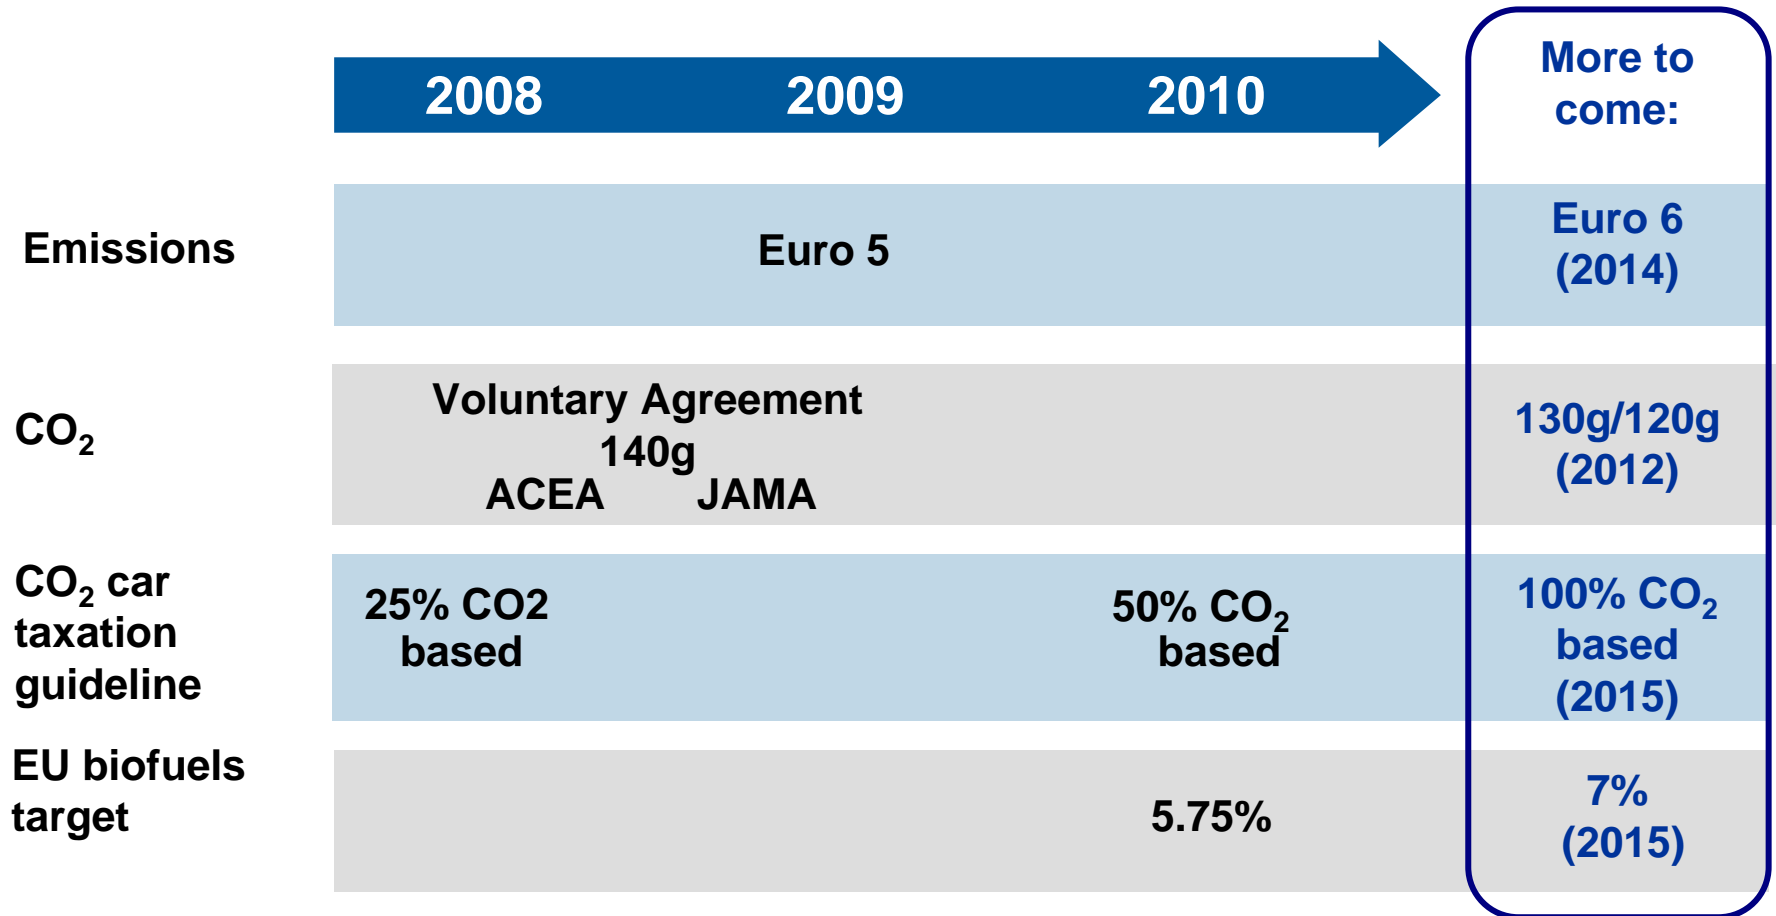 2008 2009 2010
More to
come:
Emissions
Euro 5
Euro 6
(2014)
CO₂
Voluntary Agreement
140g
ACEA JAMA
130g/120g
(2012)
CO₂ car
taxation
guideline
25% CO2
based
50% CO₂
based
100% CO₂
based
(2015)
EU biofuels
target
5.75%
7%
(2015)